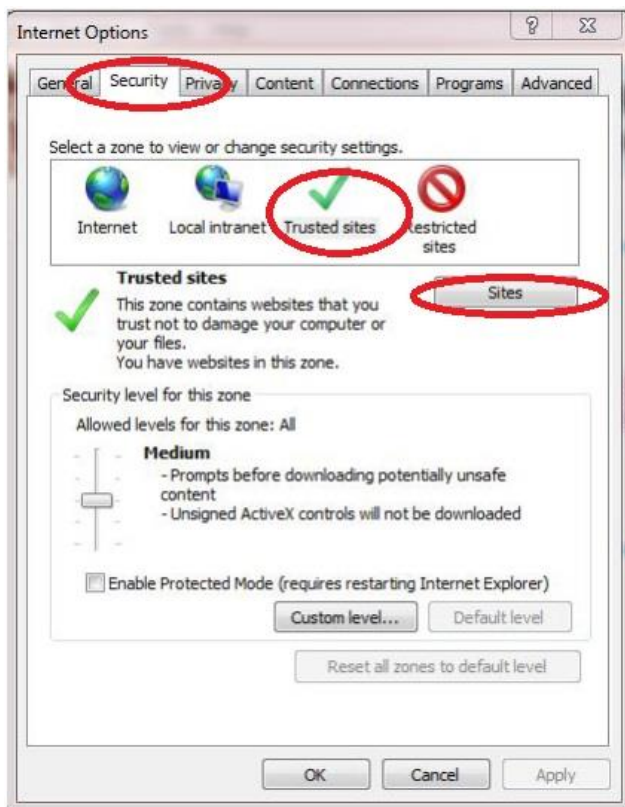 Internet Options
General Security Privacy Content Connections Programs Advanced
Select a zone to view or change security settings.
Internet Local intranet Trusted sites Restricted
sites
Trusted sites
Sites
This zone contains websites that you
trust not to damage your computer or
your files.
You have websites in this zone.
Security level for this zone
Allowed levels for this zone: All
Medium
- Prompts before downloading potentially unsafe
content
- Unsigned ActiveX controls will not be downloaded
Enable Protected Mode (requires restarting Internet Explorer)
Custom level... Default level
Reset all zones to default level
OK Cancel Apply